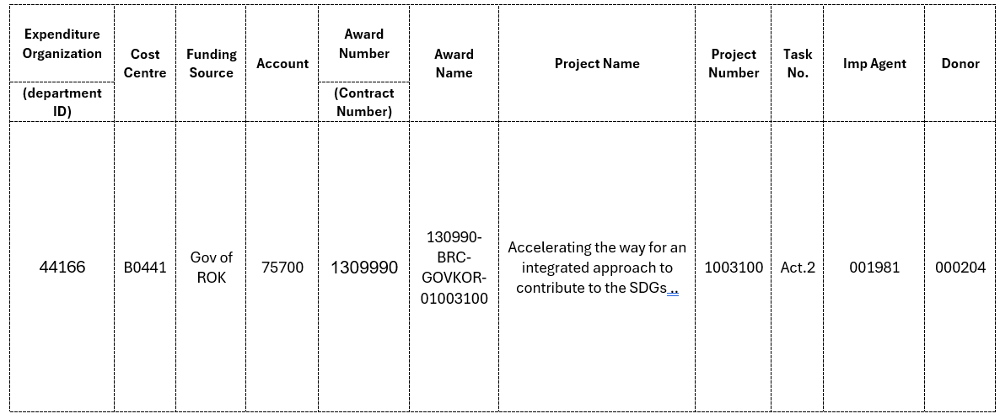 Expenditure
Organization
(department
ID)
Cost
Centre
Funding
Source
Account
Award
Number
(Contract
Number)
Award
Name
Project Name
Project
Number
Task
No.
Imp Agent
Donor
44166
B0441
Gov of
ROK
75700
1309990
130990-
BRC-
GOVKOR-
01003100
Accelerating the way for an
integrated approach to
contribute to the SDGs ..
1003100
Act.2
001981
000204